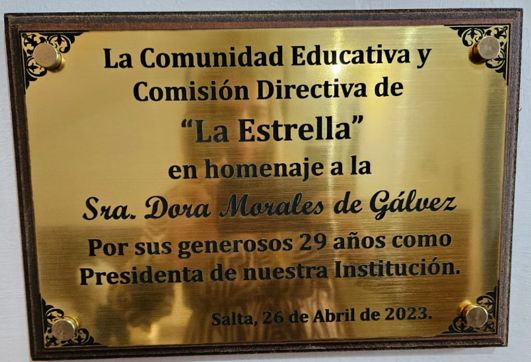 La Comunidad Educativa y
Comisión Directiva de
“La Estrella”
en homenaje a la
Sra. Dora Morales de Gálvez
Por sus generosos 29 años como
Presidenta de nuestra Institución.
Salta, 26 de Abril de 2023.